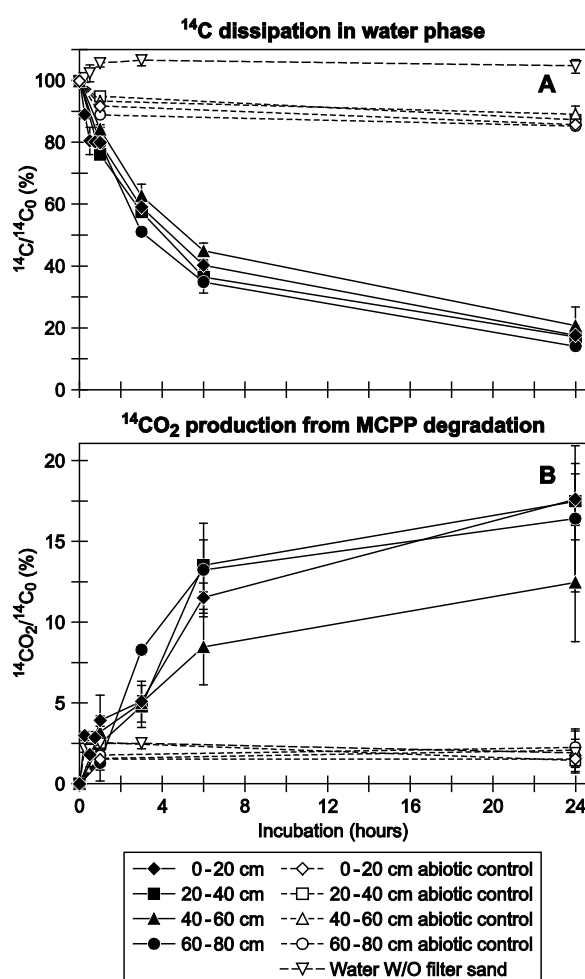 ¹⁴C dissipation in water phase
A
100
80
60
40
20
0
¹⁴C/¹⁴C₀ (%)
¹⁴CO₂ production from MCPP degradation
B
20
15
10
5
0
¹⁴CO₂/¹⁴C₀ (%)
0 4 8 12 16 20 24
Incubation (hours)
0-20 cm 0-20 cm abiotic control
20-40 cm 20-40 cm abiotic control
40-60 cm 40-60 cm abiotic control
60-80 cm 60-80 cm abiotic control
Water W/O filter sand